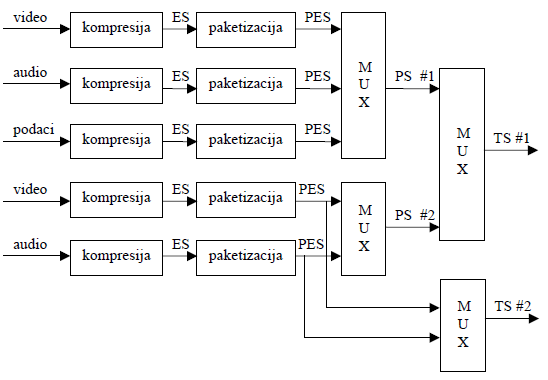 video kompresija ES paketizacija PES
audio kompresija ES paketizacija PES
podaci kompresija ES paketizacija PES
M
U
X
PS #1
video kompresija ES paketizacija PES
audio kompresija ES paketizacija PES
M
U
X
PS #2
M
U
X
TS #1
M
U
X
TS #2